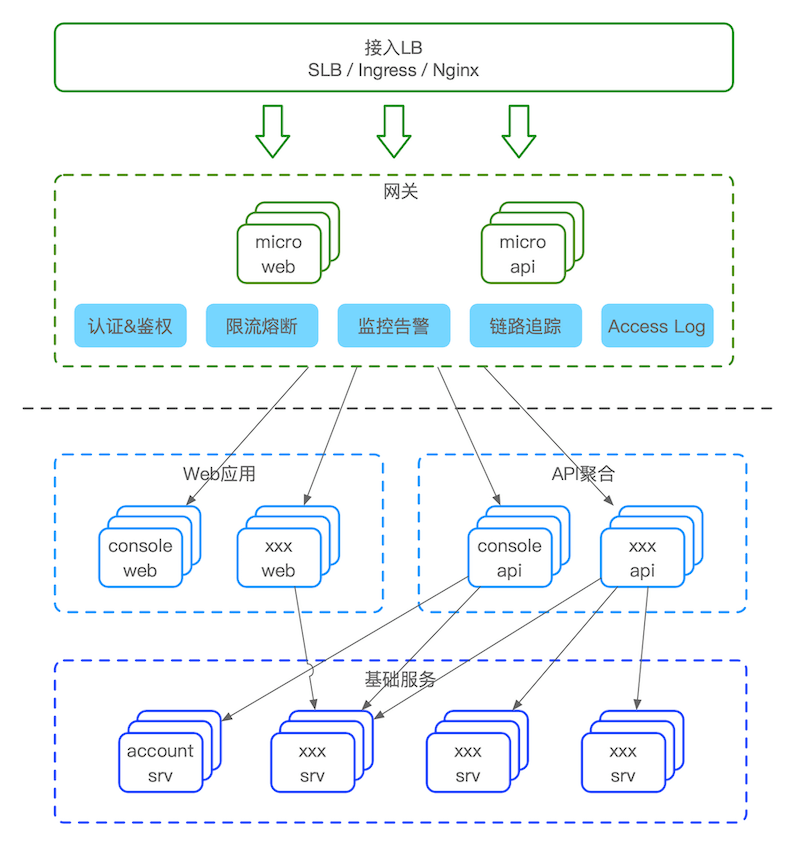 接入LB
SLB / Ingress / Nginx
网关
micro
web
micro
api
认证&鉴权
限流熔断
监控告警
链路追踪
Access Log
Web应用
API聚合
console
web
xxx
web
console
api
xxx
api
基础服务
account
srv
xxx
srv
xxx
srv
xxx
srv